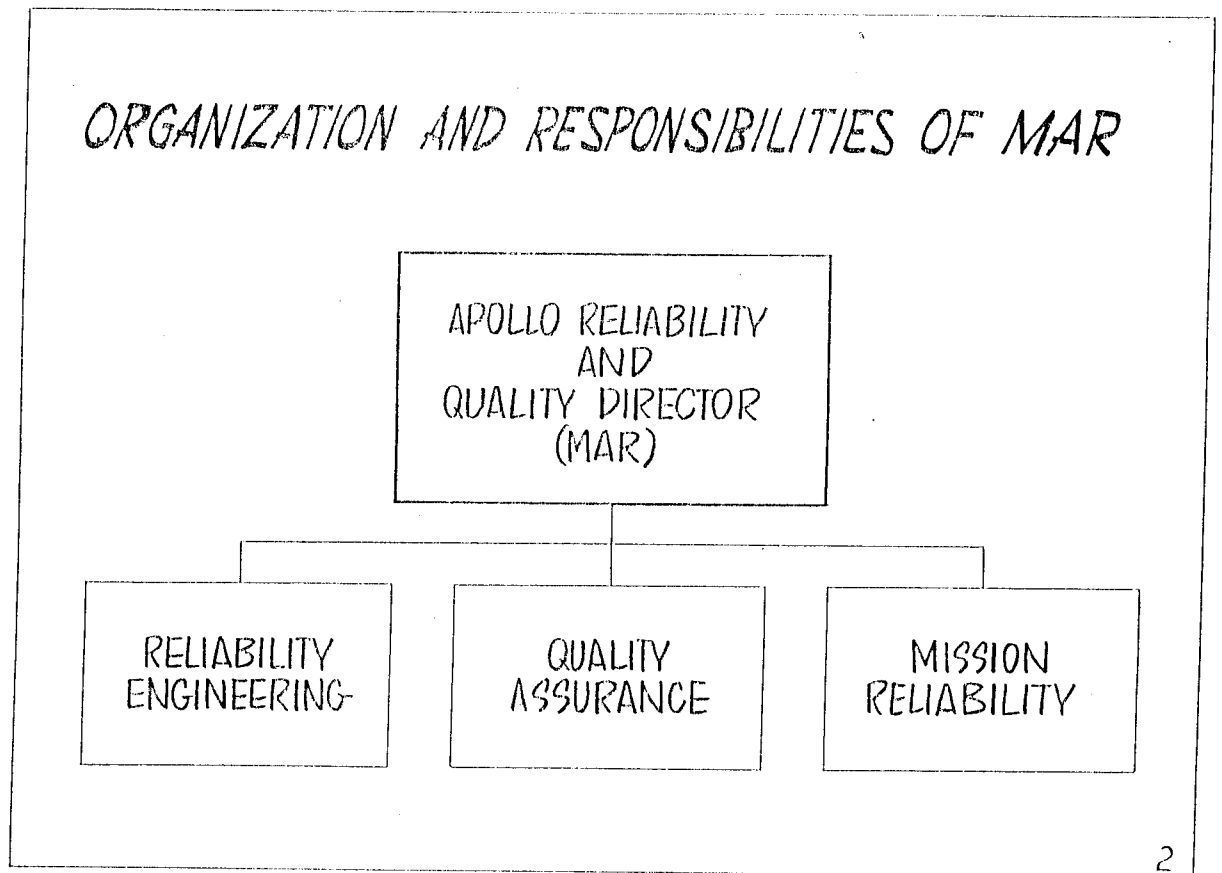 ORGANIZATION AND RESPONSIBILITIES OF MAR
APOLLO RELIABILITY
AND
QUALITY DIRECTOR
(MAR)
RELIABILITY
ENGINEERING
QUALITY
ASSURANCE
MISSION
RELIABILITY
2